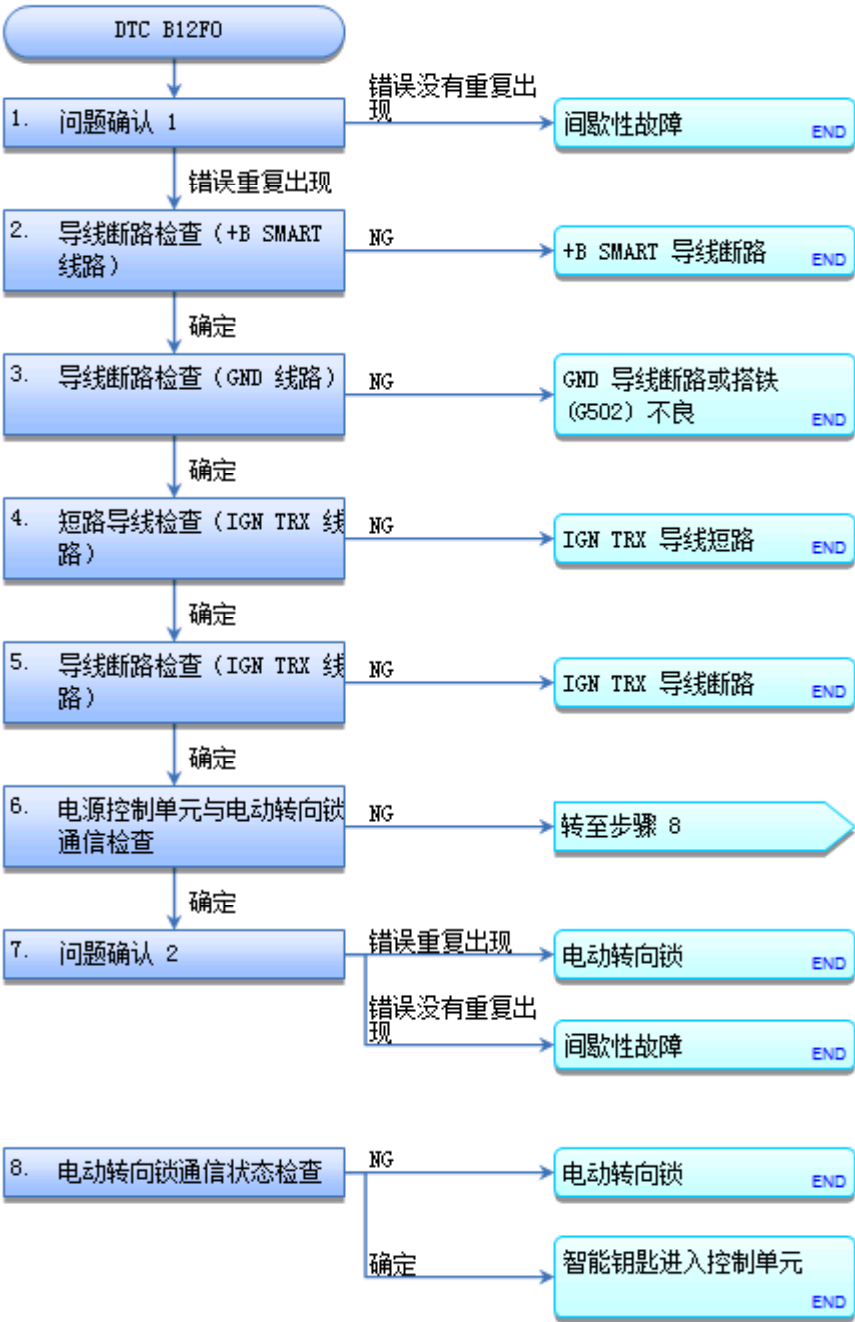 DTC B12F0
错误没有重复出
现
1. 问题确认 1
间歇性故障
END
错误重复出现
2. 导线断路检查（+B SMART
线路）
NG
+B SMART 导线断路
END
确定
3. 导线断路检查（GND 线路）
NG
GND 导线断路或搭铁
（G502）不良
END
确定
4. 短路导线检查（IGN TRX 线
路）
NG
IGN TRX 导线短路
END
确定
5. 导线断路检查（IGN TRX 线
路）
NG
IGN TRX 导线断路
END
确定
6. 电源控制单元与电动转向锁
通信检查
NG
转至步骤 8
确定
7. 问题确认 2
错误重复出现
电动转向锁
END
错误没有重复出
现
间歇性故障
END
8. 电动转向锁通信状态检查
NG
电动转向锁
END
确定
智能钥匙进入控制单元
END